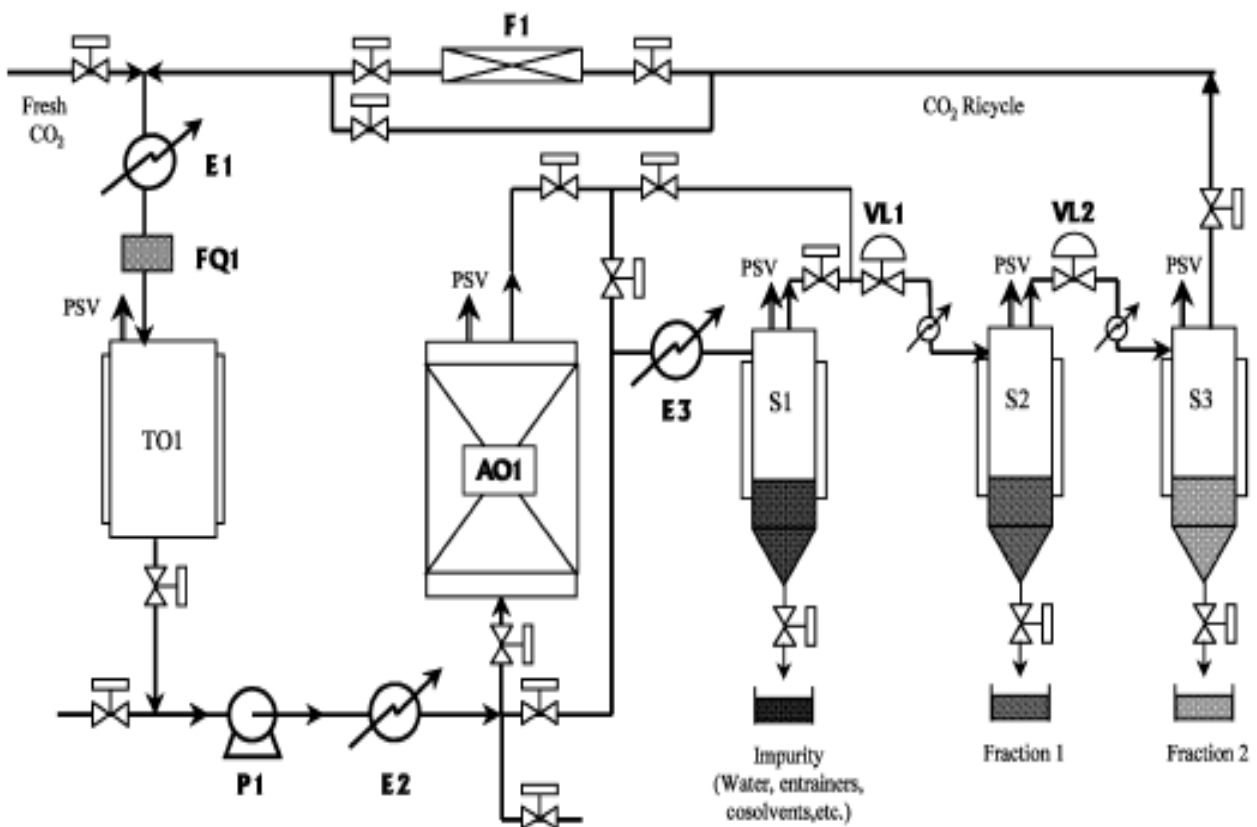 F1
Fresh
CO₂
CO₂ Ricycle
E1
FQ1
PSV
PSV
PSV
VL1
PSV
VL2
PSV
E3
TO1
AO1
S1
S2
S3
P1
E2
Impurity
(Water, entrainers,
cosolvents,etc.)
Fraction 1
Fraction 2